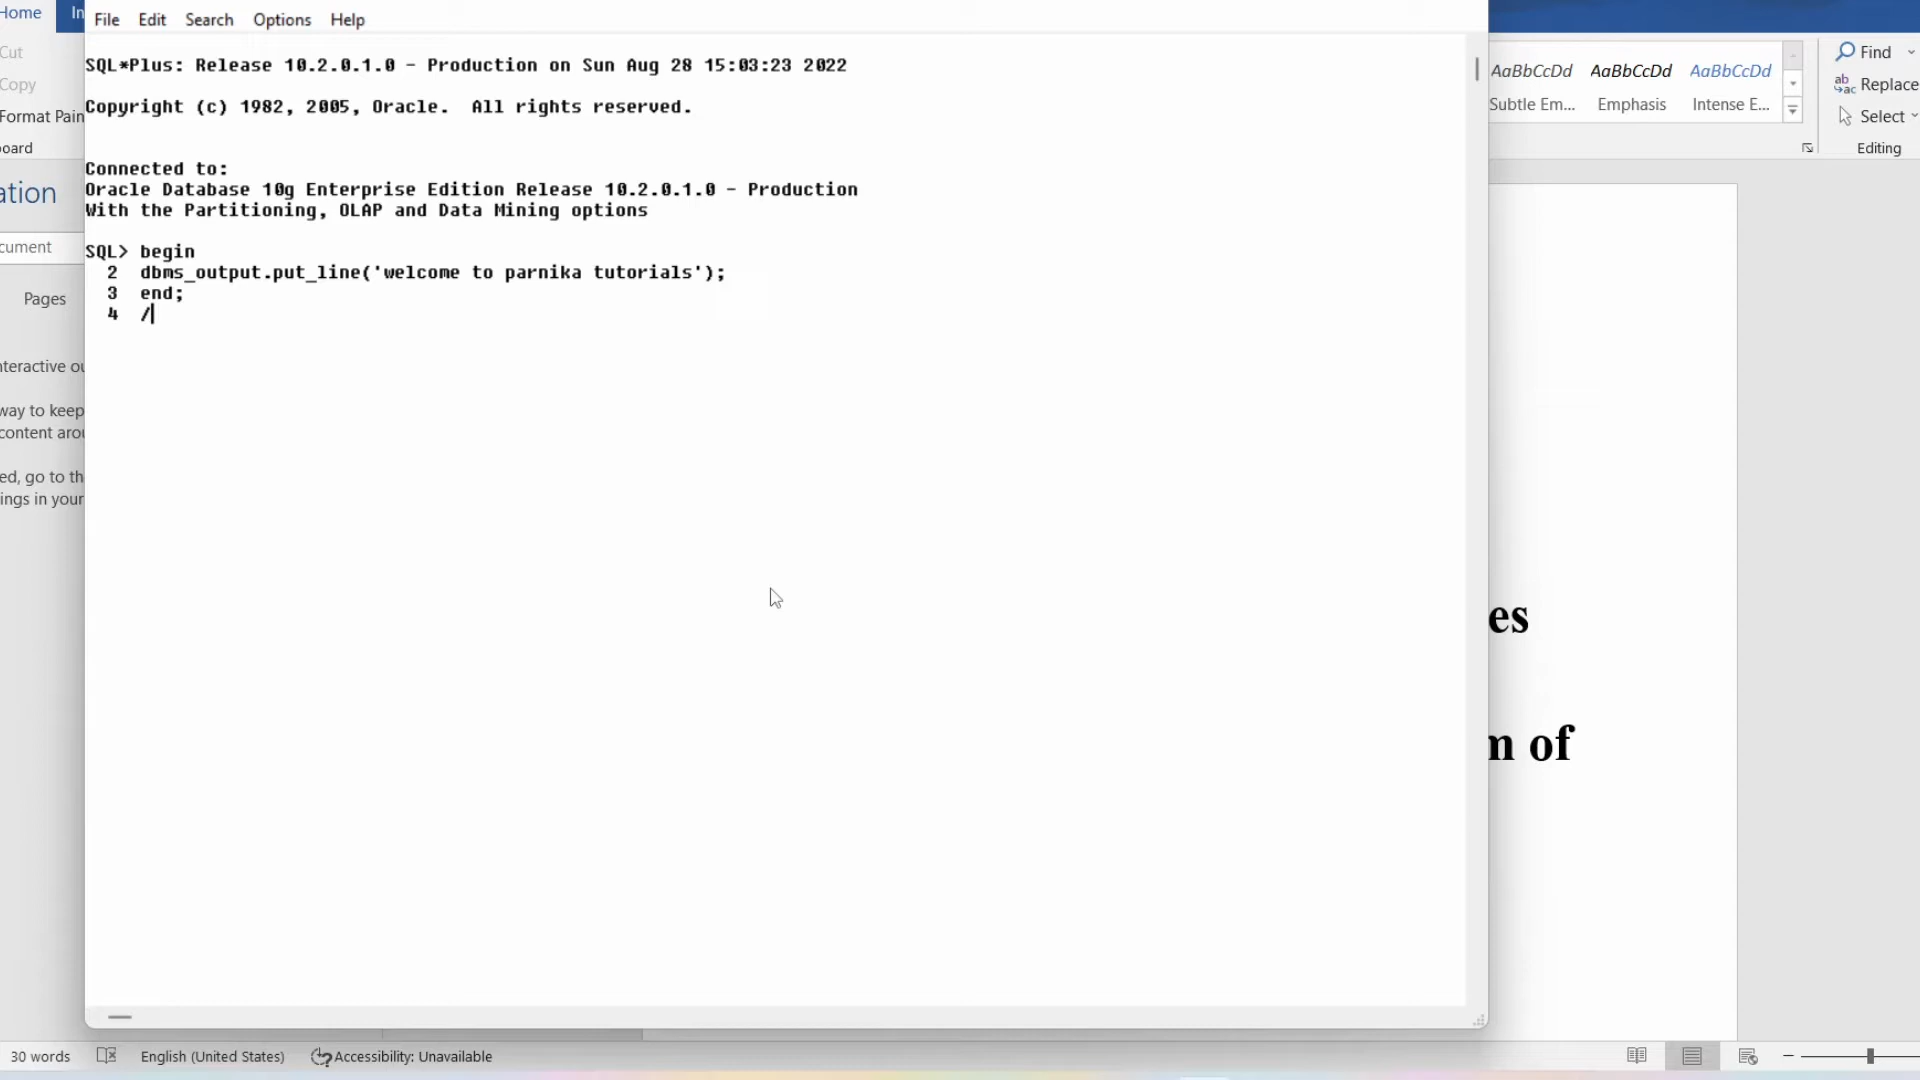 Home In
File Edit Search Options Help
Cut
Copy
Format Pain
board
AaBbCcDd AaBbCcDd AaBbCcDd
Subtle Em... Emphasis Intense E...
Find
Replace
Select
Editing
SQL*Plus: Release 10.2.0.1.0 - Production on Sun Aug 28 15:03:23 2022
Copyright (c) 1982, 2005, Oracle. All rights reserved.
Connected to:
Oracle Database 10g Enterprise Edition Release 10.2.0.1.0 - Production
With the Partitioning, OLAP and Data Mining options
SQL> begin
2 dbms_output.put_line('welcome to parnika tutorials');
3 end;
4 /
ation
cument
Pages
nteractive ou
way to keep
content arou
ed, go to th
ings in your
es
m of
30 words English (United States) Accessibility: Unavailable